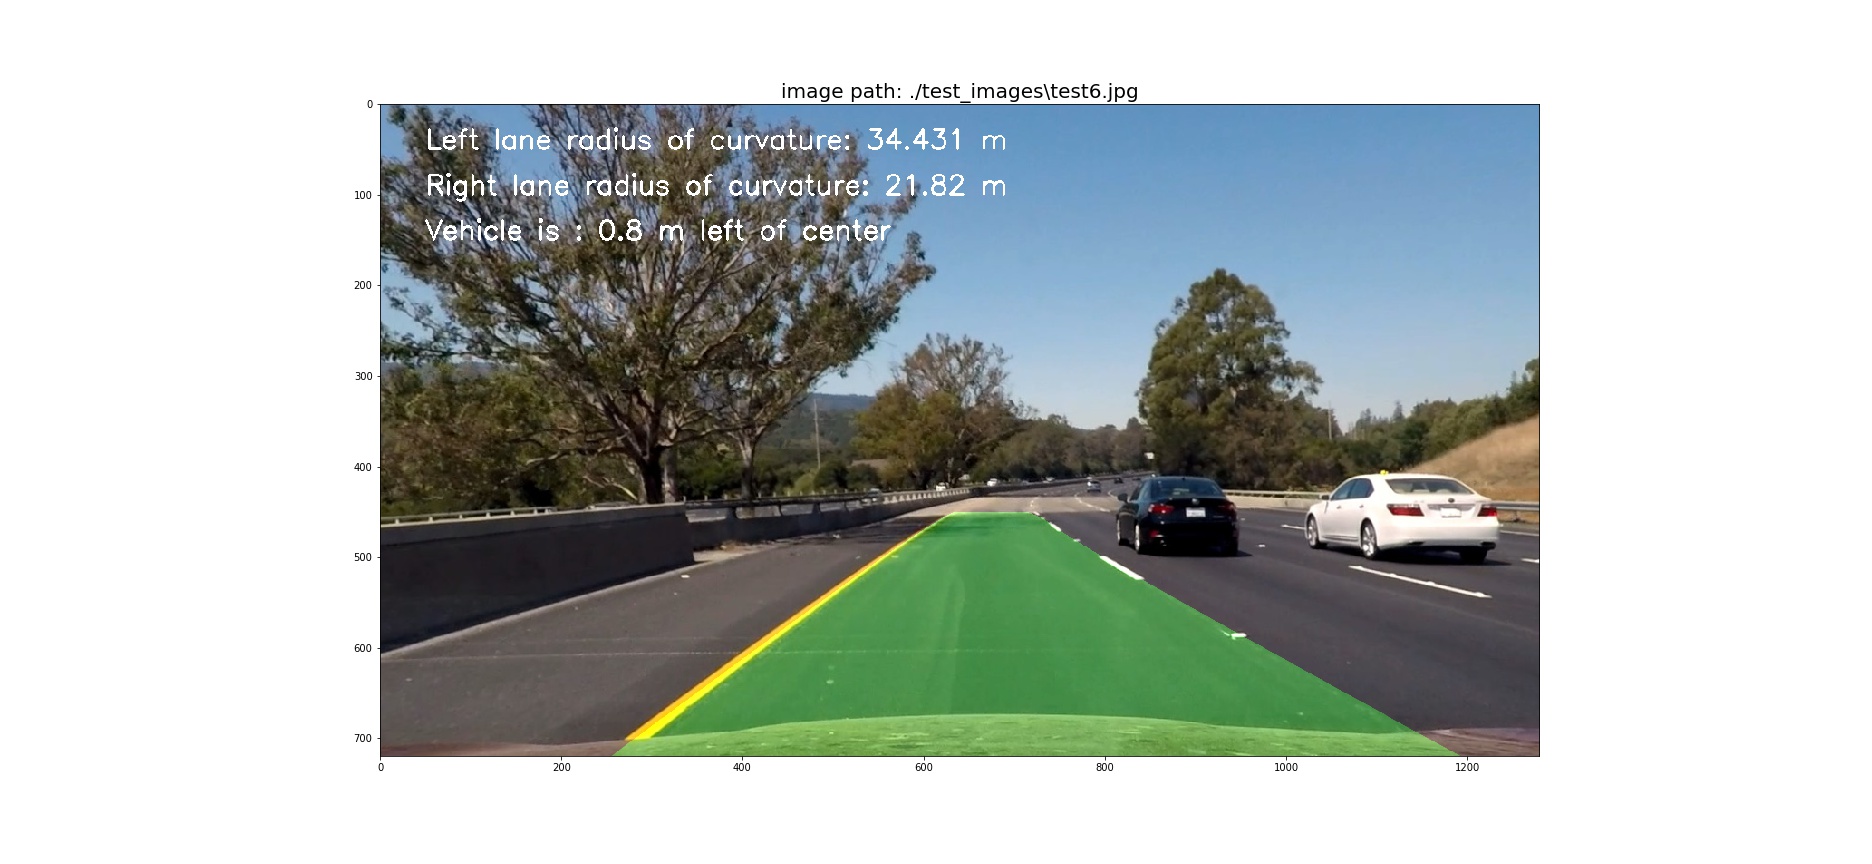 image path: ./test_images\test6.jpg
Left lane radius of curvature: 34.431 m
Right lane radius of curvature: 21.82 m
Vehicle is : 0.8 m left of center
0
100
200
300
400
500
600
700
0 200 400 600 800 1000 1200